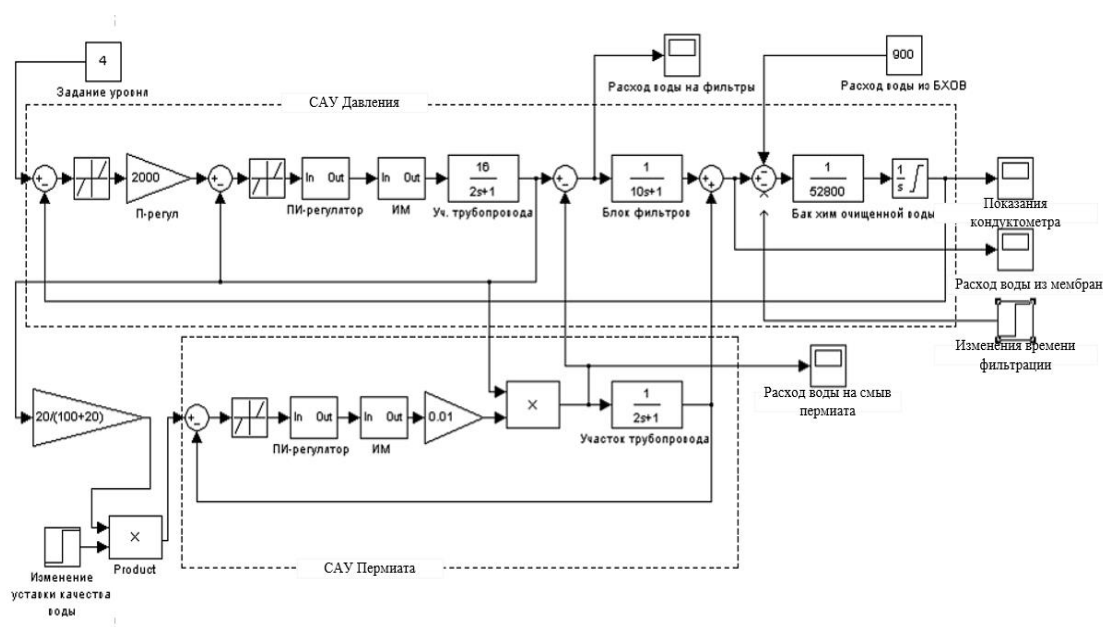 4
Задание уровня
900
Расход воды на фильтры
Расход воды из БХОВ
САУ Давления
2000
П-регул
In Out
ПИ-регулятор
In Out
ИМ
16
2s+1
Уч. трубопровода
1
10s+1
Блок фильтров
1
52800
Бак хим очищенной воды
1
s
Показания
кондуктометра
Расход воды из мембран
Изменения времени
фильтрации
20/(100+20)
In Out
ПИ-регулятор
In Out
ИМ
0.01
×
1
2s+1
Участок трубопровода
Расход воды на смыв
пермиата
×
Product
Изменение
уставки качества
воды
САУ Пермиата